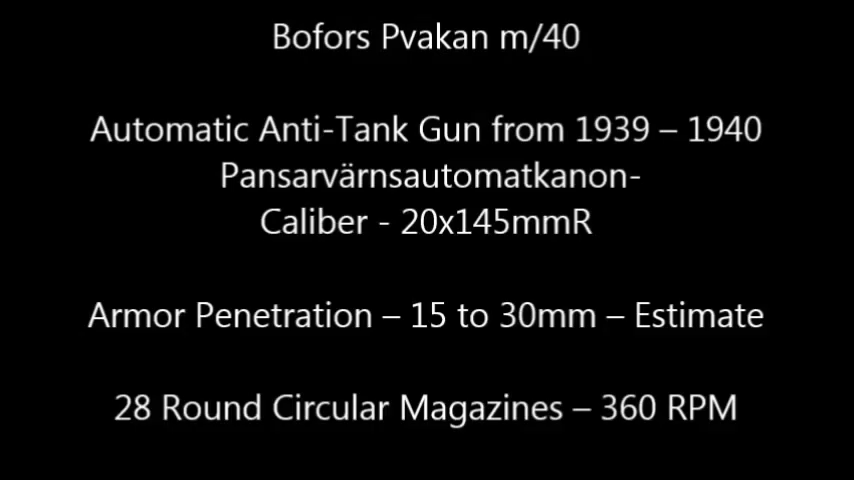 Bofors Pvakan m/40
Automatic Anti-Tank Gun from 1939 – 1940
Pansarvärnsautomatkanon-
Caliber - 20x145mmR
Armor Penetration – 15 to 30mm – Estimate
28 Round Circular Magazines – 360 RPM